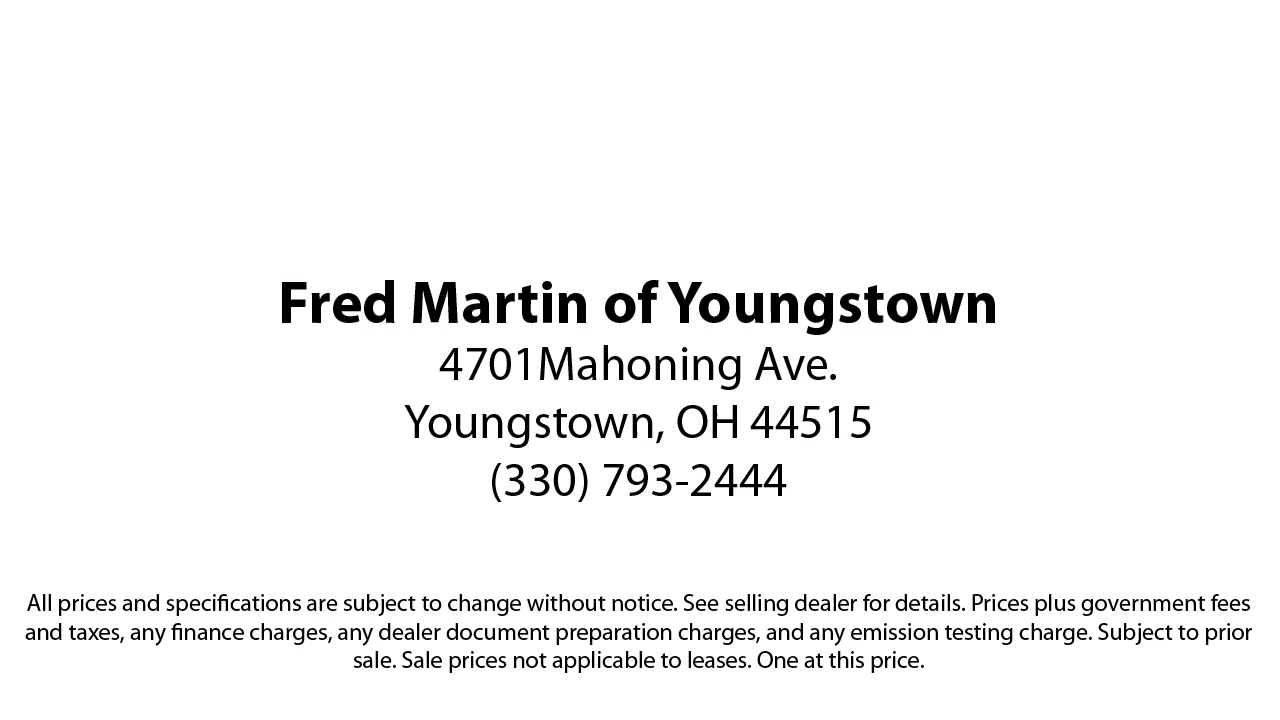 Fred Martin of Youngstown
4701Mahoning Ave.
Youngstown, OH 44515
(330) 793-2444
All prices and specifications are subject to change without notice. See selling dealer for details. Prices plus government fees
and taxes, any finance charges, any dealer document preparation charges, and any emission testing charge. Subject to prior
sale. Sale prices not applicable to leases. One at this price.